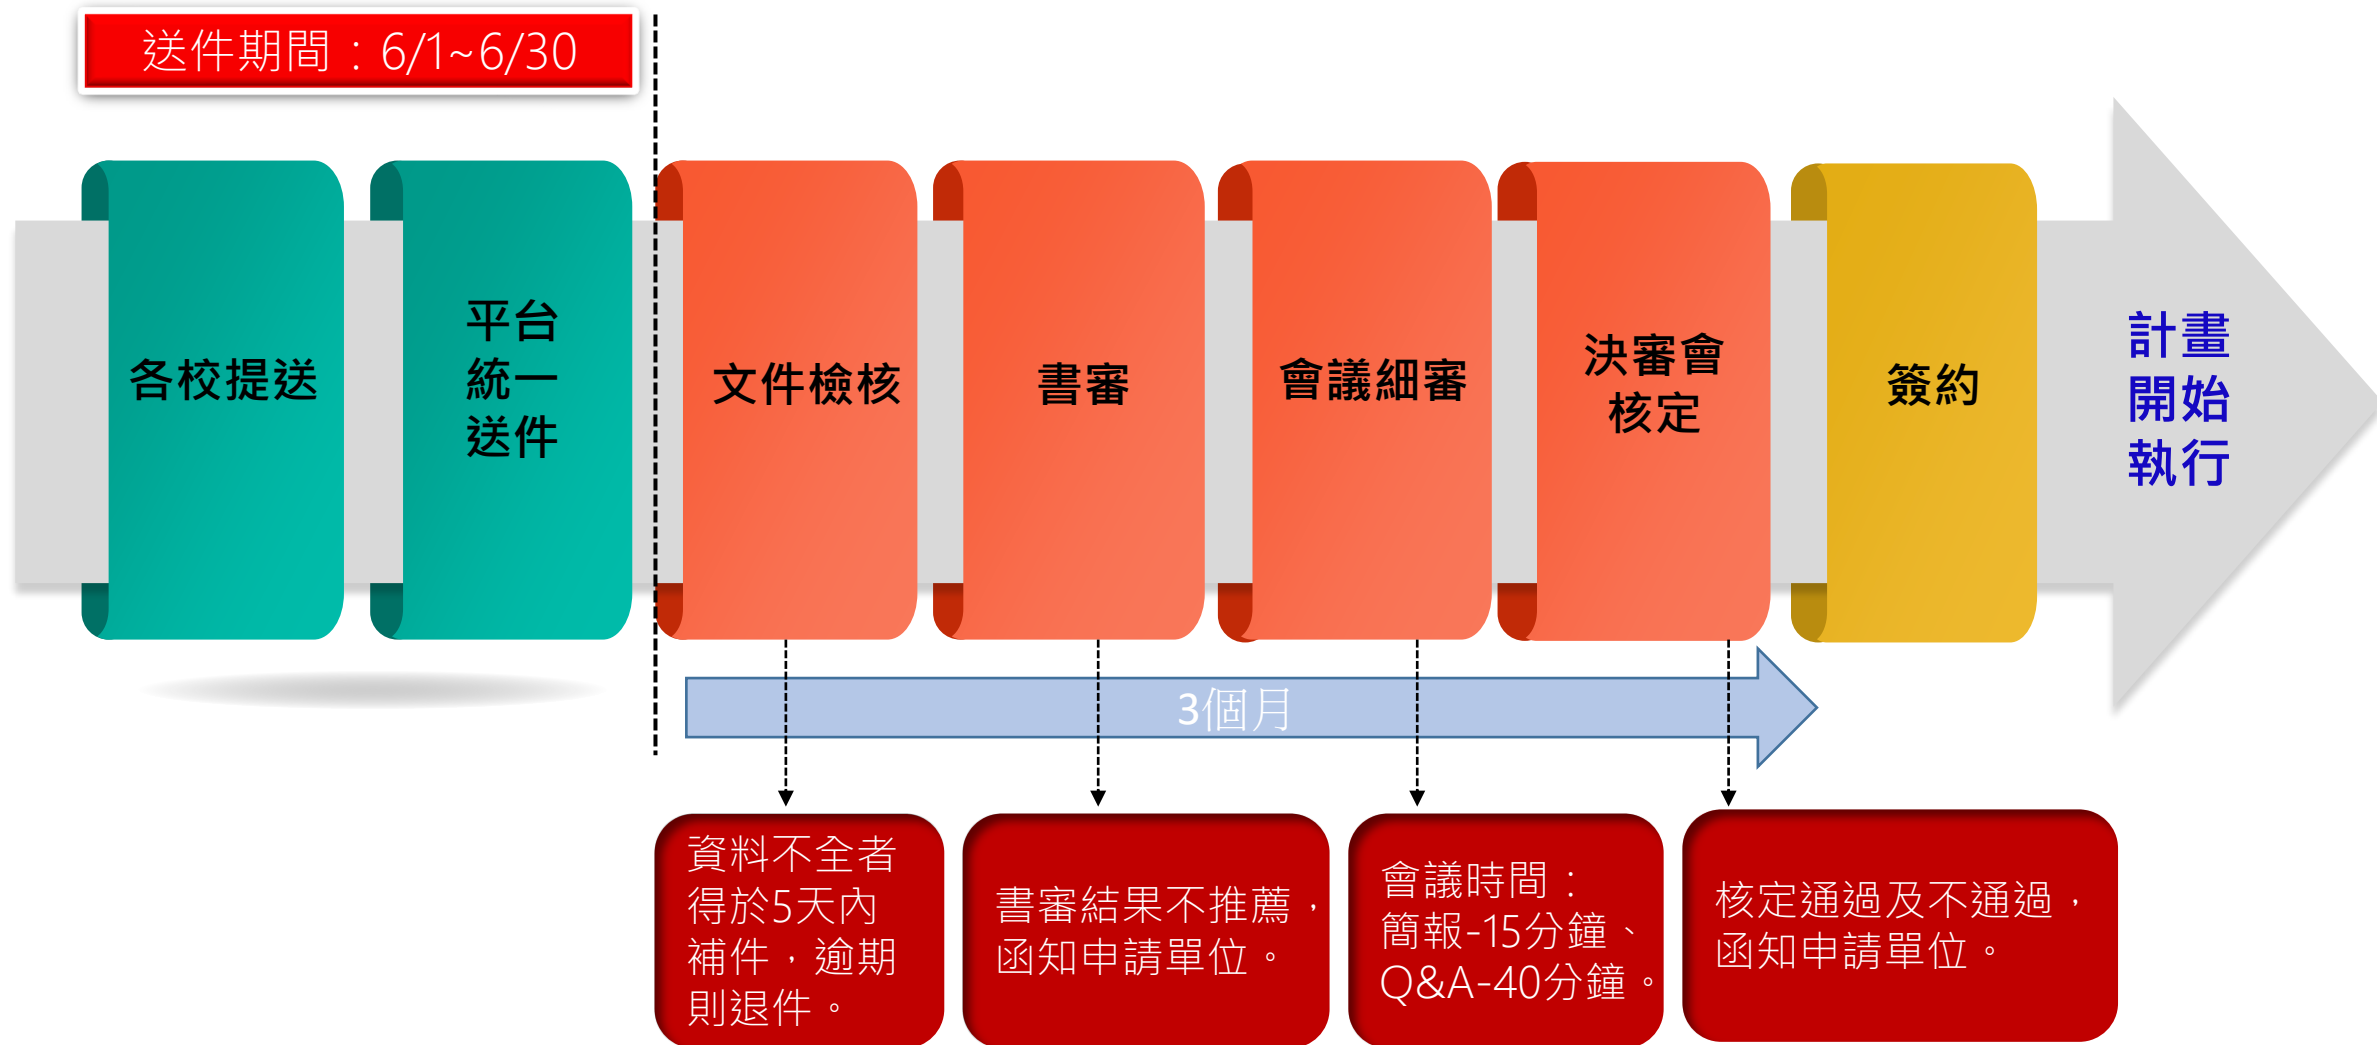 送件期間：6/1~6/30
各校提送
平台
統一
送件
文件檢核
書審
會議細審
決審會
核定
簽約
計畫
開始
執行
3個月
資料不全者
得於5天內
補件，逾期
則退件。
書審結果不推薦，
函知申請單位。
會議時間：
簡報-15分鐘、
Q&A-40分鐘。
核定通過及不通過，
函知申請單位。